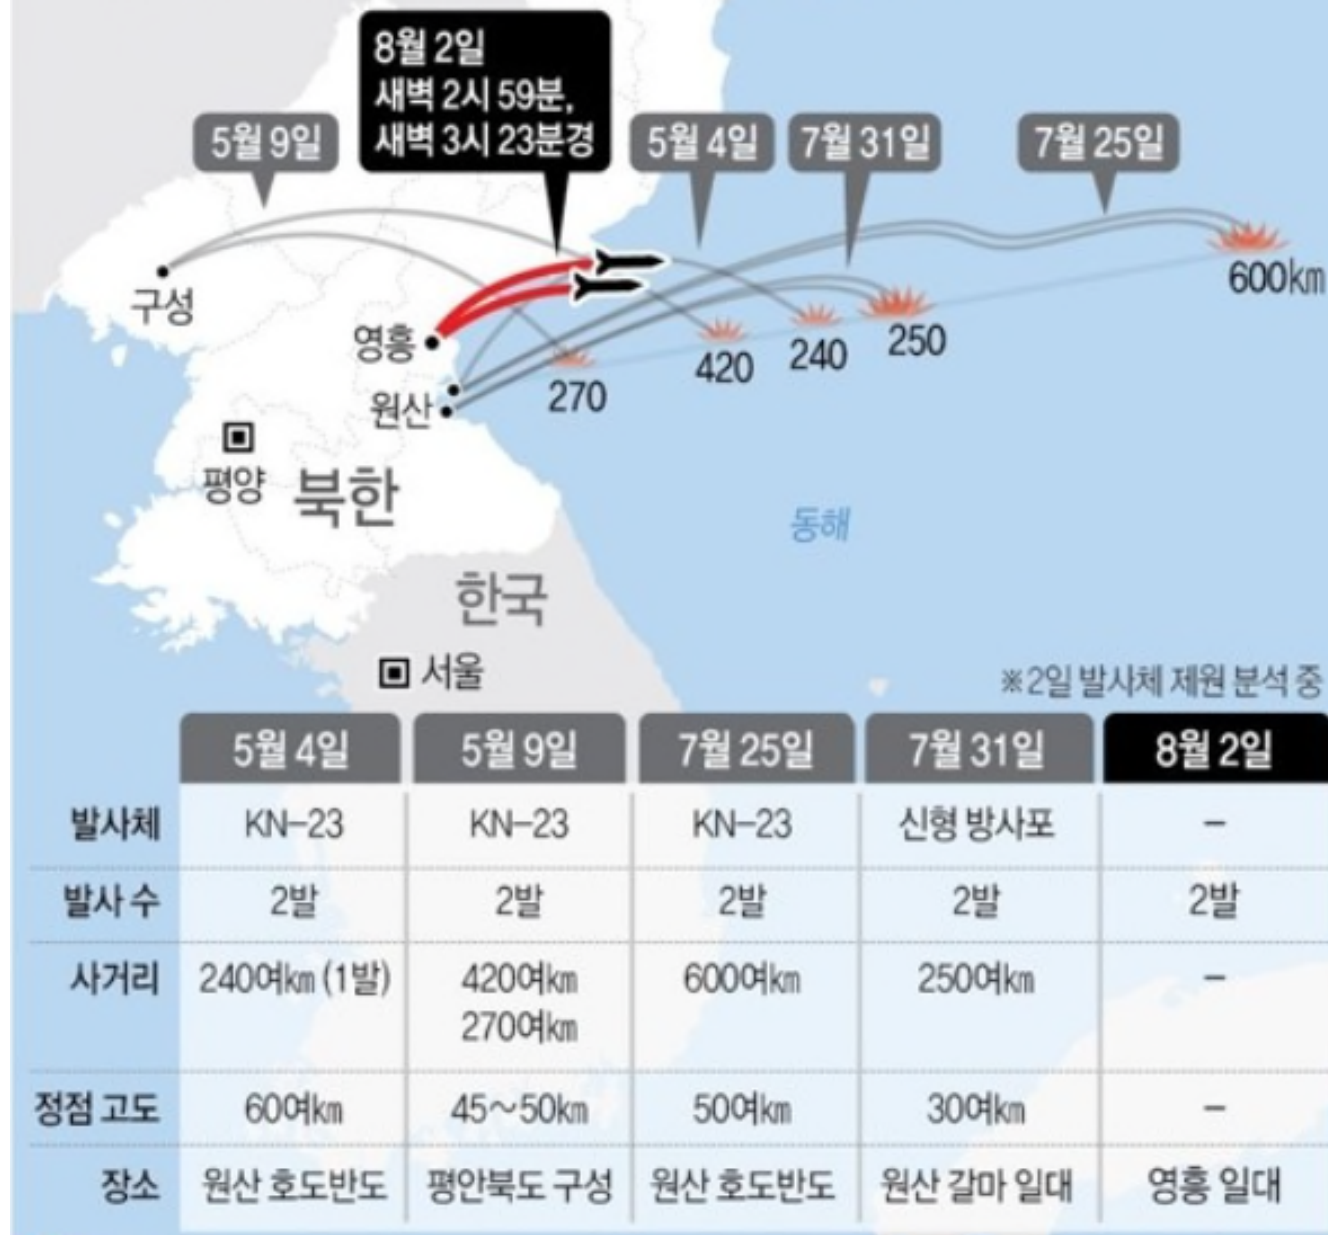 8월 2일
새벽 2시 59분,
새벽 3시 23분경
5월 9일
5월 4일
7월 31일
7월 25일
구성
영흥
원산
평양
북한
270
420
240
250
600km
동해
한국
서울
※2일 발사체 제원 분석 중
5월 4일 5월 9일 7월 25일 7월 31일 8월 2일
발사체 KN-23 KN-23 KN-23 신형 방사포 -
발사 수 2발 2발 2발 2발 2발
사거리 240여km (1발) 420여km 600여km 250여km -
270여km
정점 고도 60여km 45~50km 50여km 30여km -
장소 원산 호도반도 평안북도 구성 원산 호도반도 원산 갈마 일대 영흥 일대